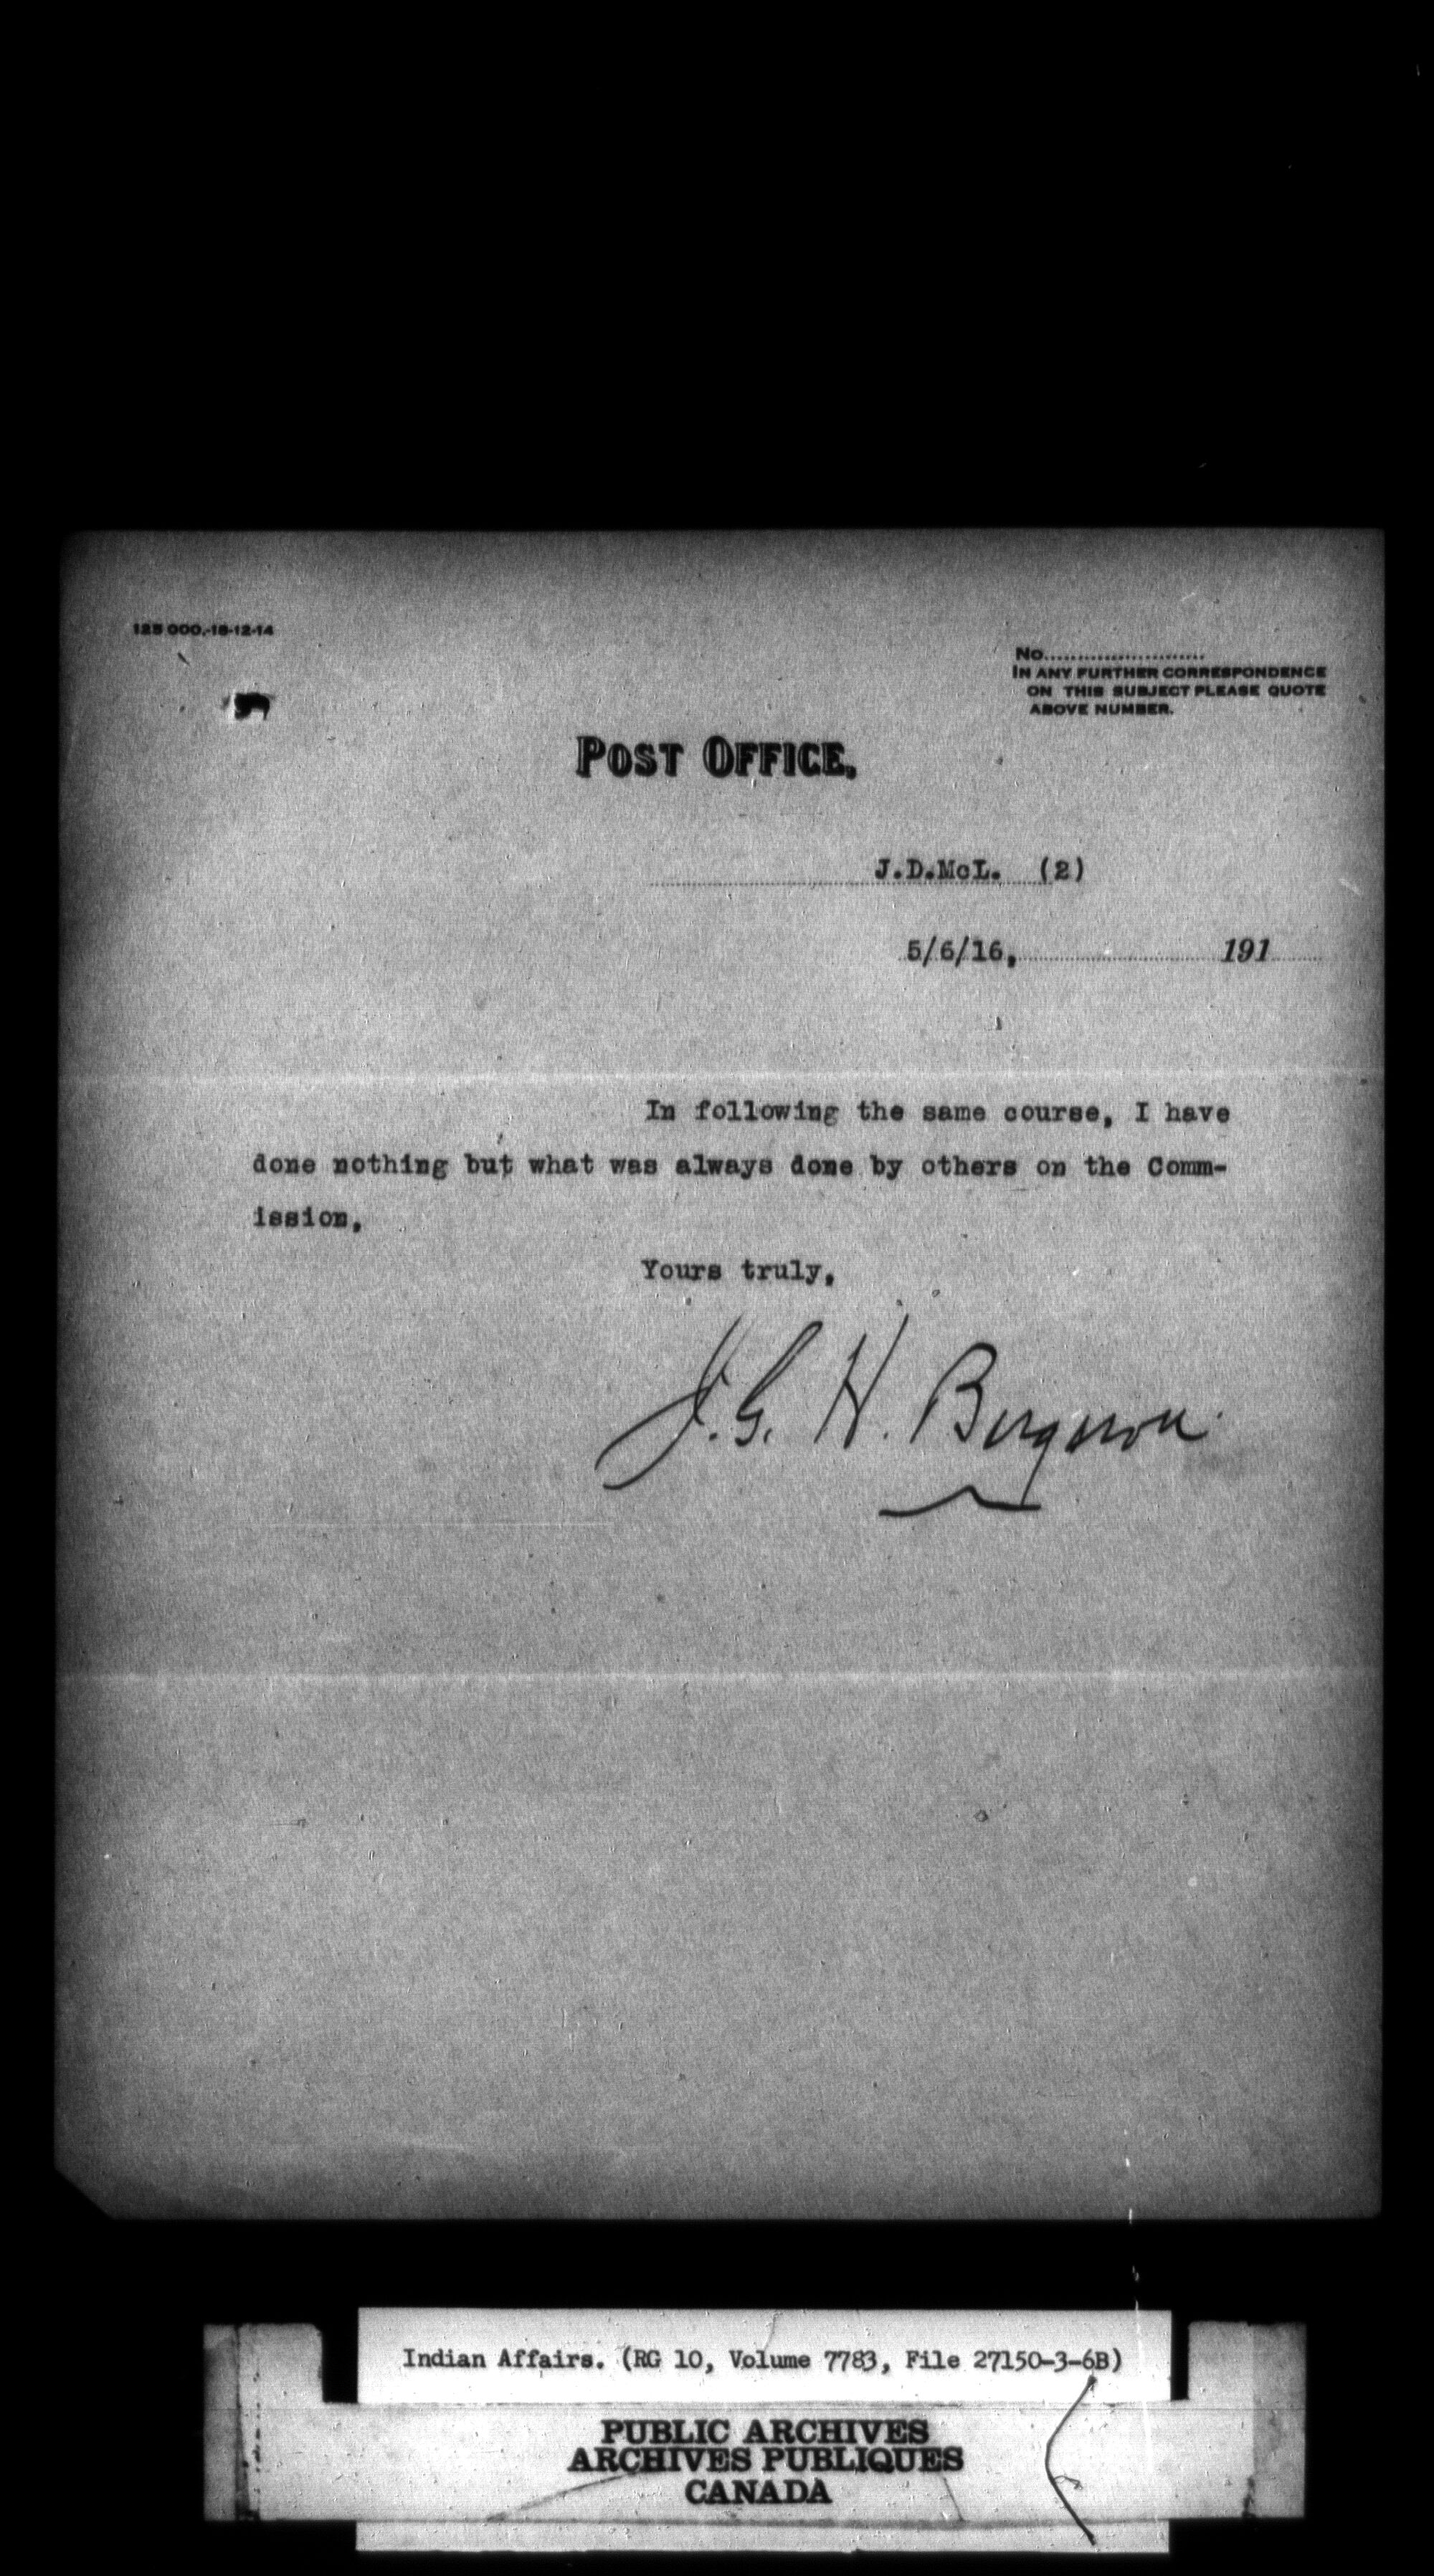 125 000.-18-12-14
No........................
IN ANY FURTHER CORRESPONDENCE
ON THIS SUBJECT PLEASE QUOTE
ABOVE NUMBER.
POST OFFICE,
J.D.McL. (2)
5/6/16, 191
In following the same course, I have
done nothing but what was always done by others on the Comm-
ission.
Yours truly,
J. G. H. Bergeron
Indian Affairs. (RG 10, Volume 7783, File 27150-3-6B)
PUBLIC ARCHIVES
ARCHIVES PUBLIQUES
CANADA